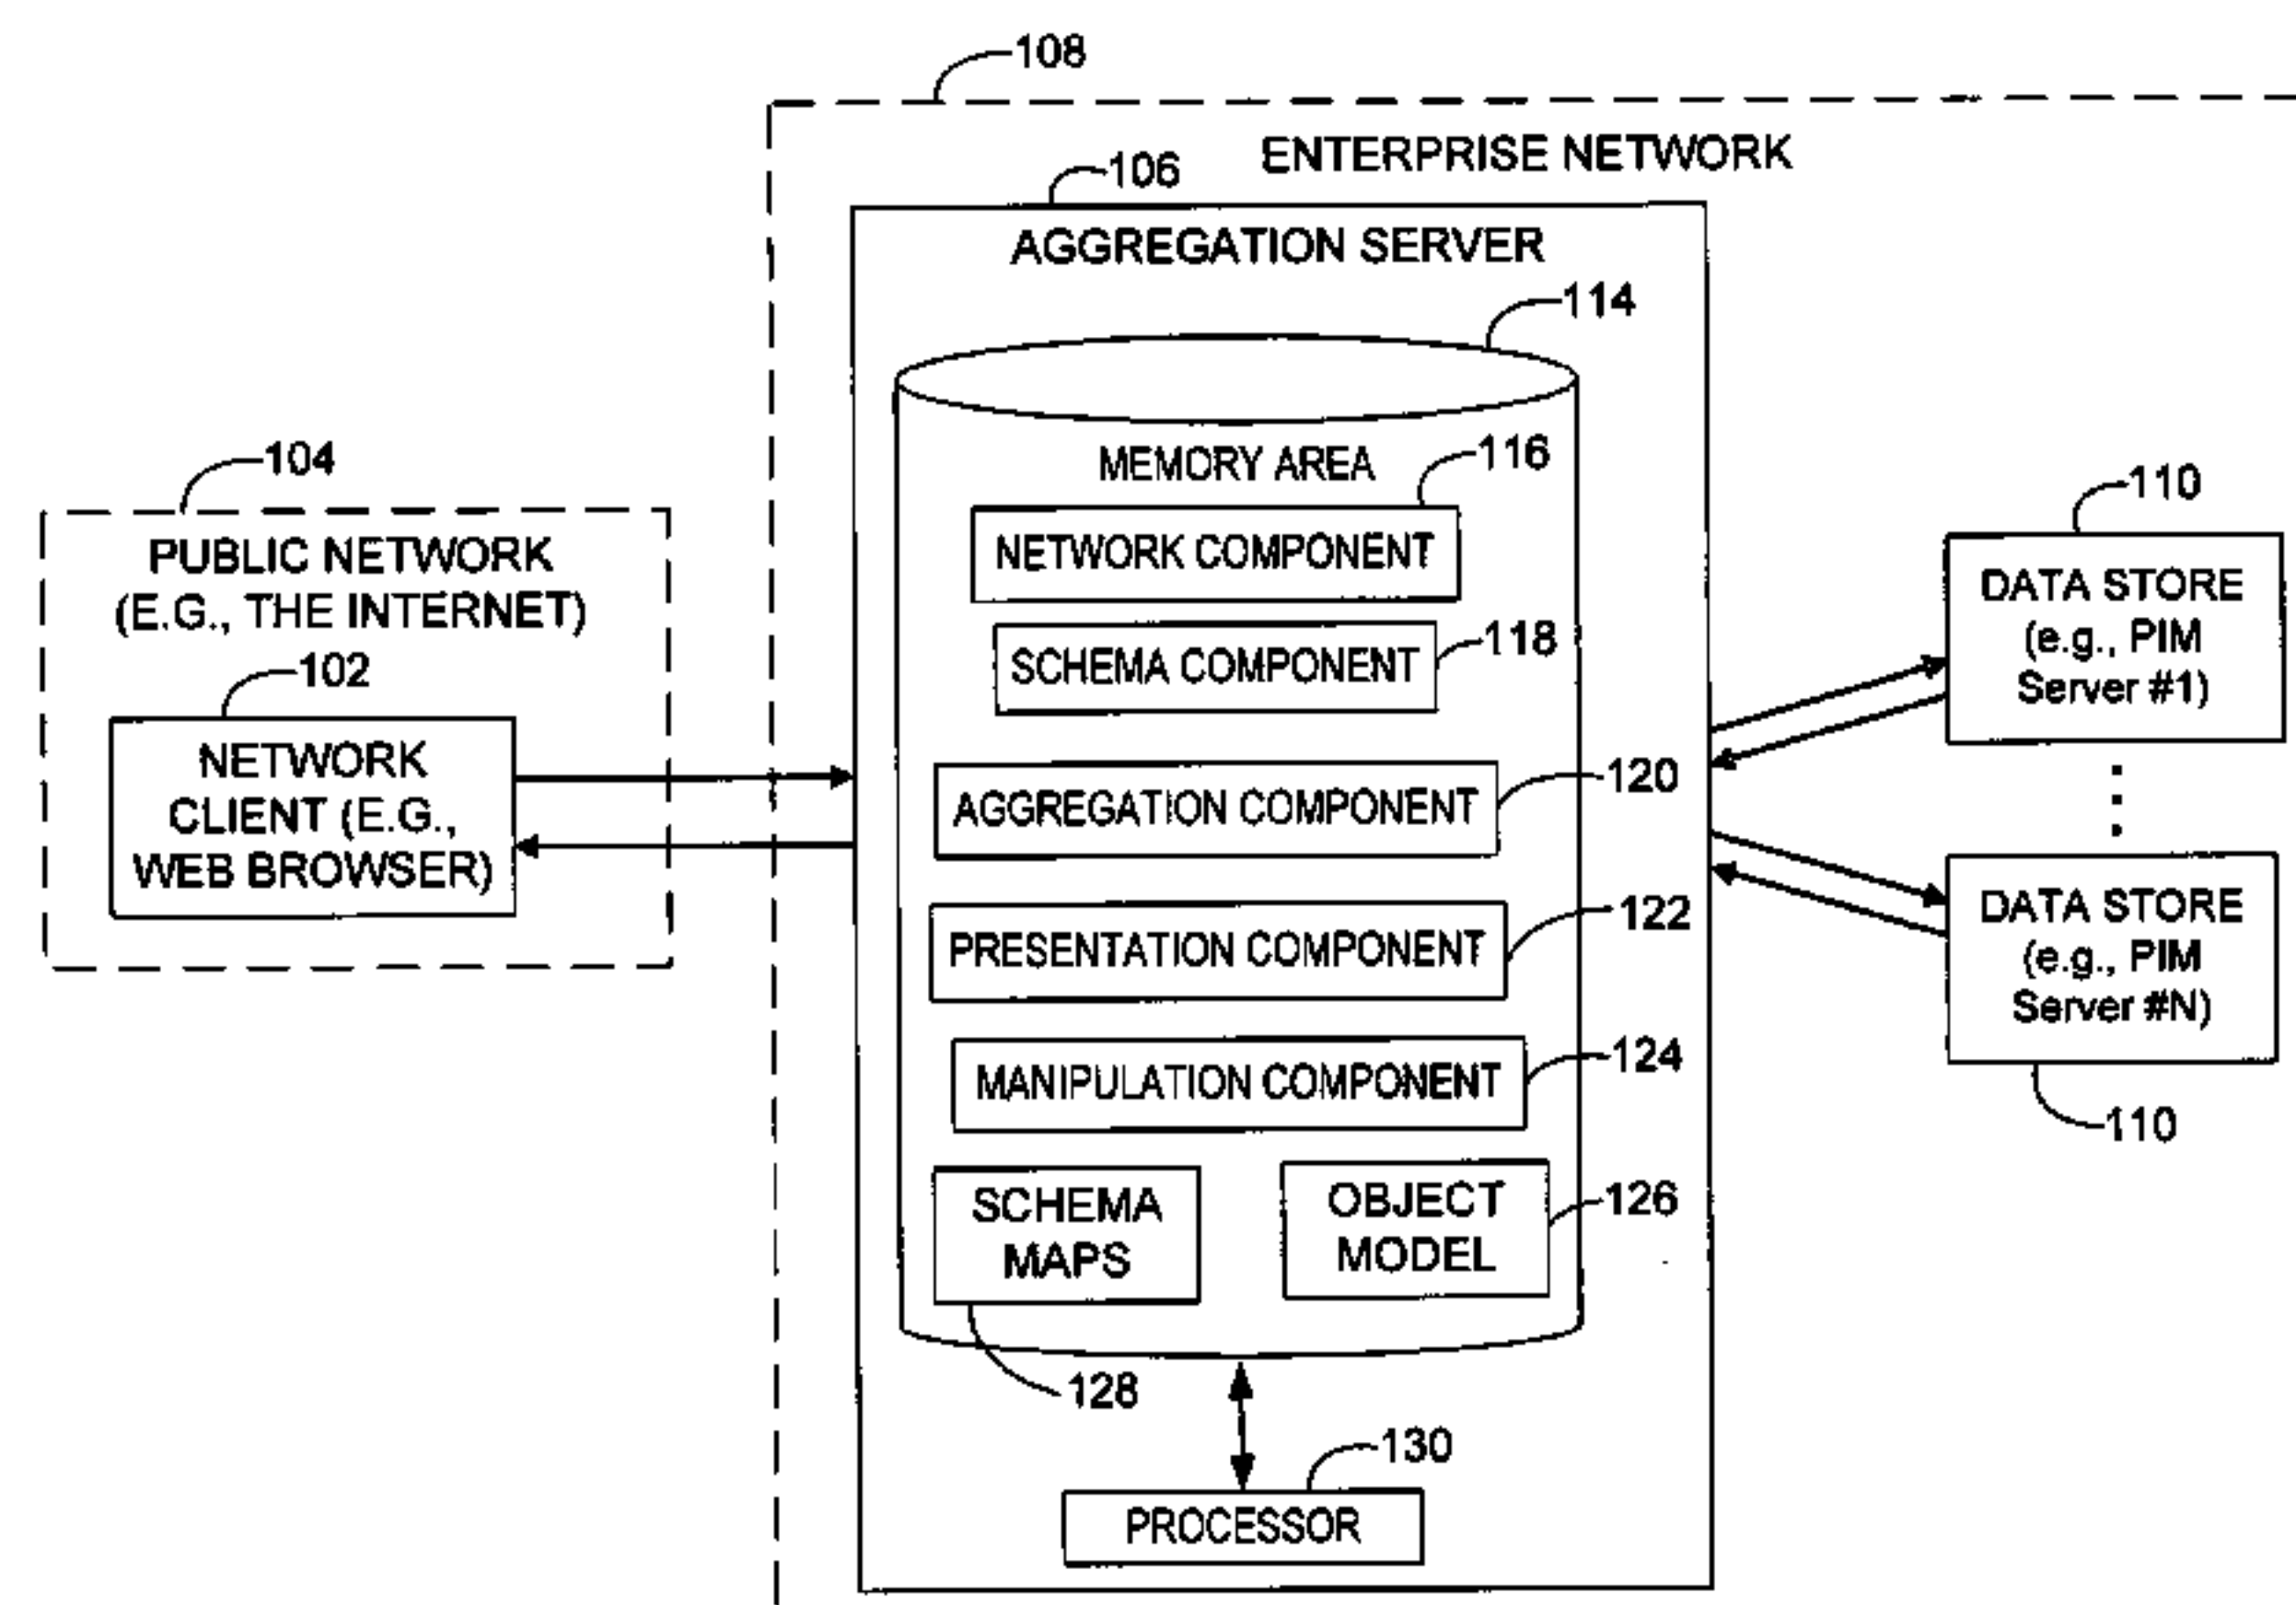 108
ENTERPRISE NETWORK
106
AGGREGATION SERVER
114
MEMORY AREA
116
NETWORK COMPONENT
118
SCHEMA COMPONENT
120
AGGREGATION COMPONENT
122
PRESENTATION COMPONENT
124
MANIPULATION COMPONENT
SCHEMA
MAPS
128
OBJECT
MODEL
126
130
PROCESSOR
104
PUBLIC NETWORK
(E.G., THE INTERNET)
102
NETWORK
CLIENT (E.G.,
WEB BROWSER)
110
DATA STORE
(e.g., PIM
Server #1)
DATA STORE
(e.g., PIM
Server #N)
110